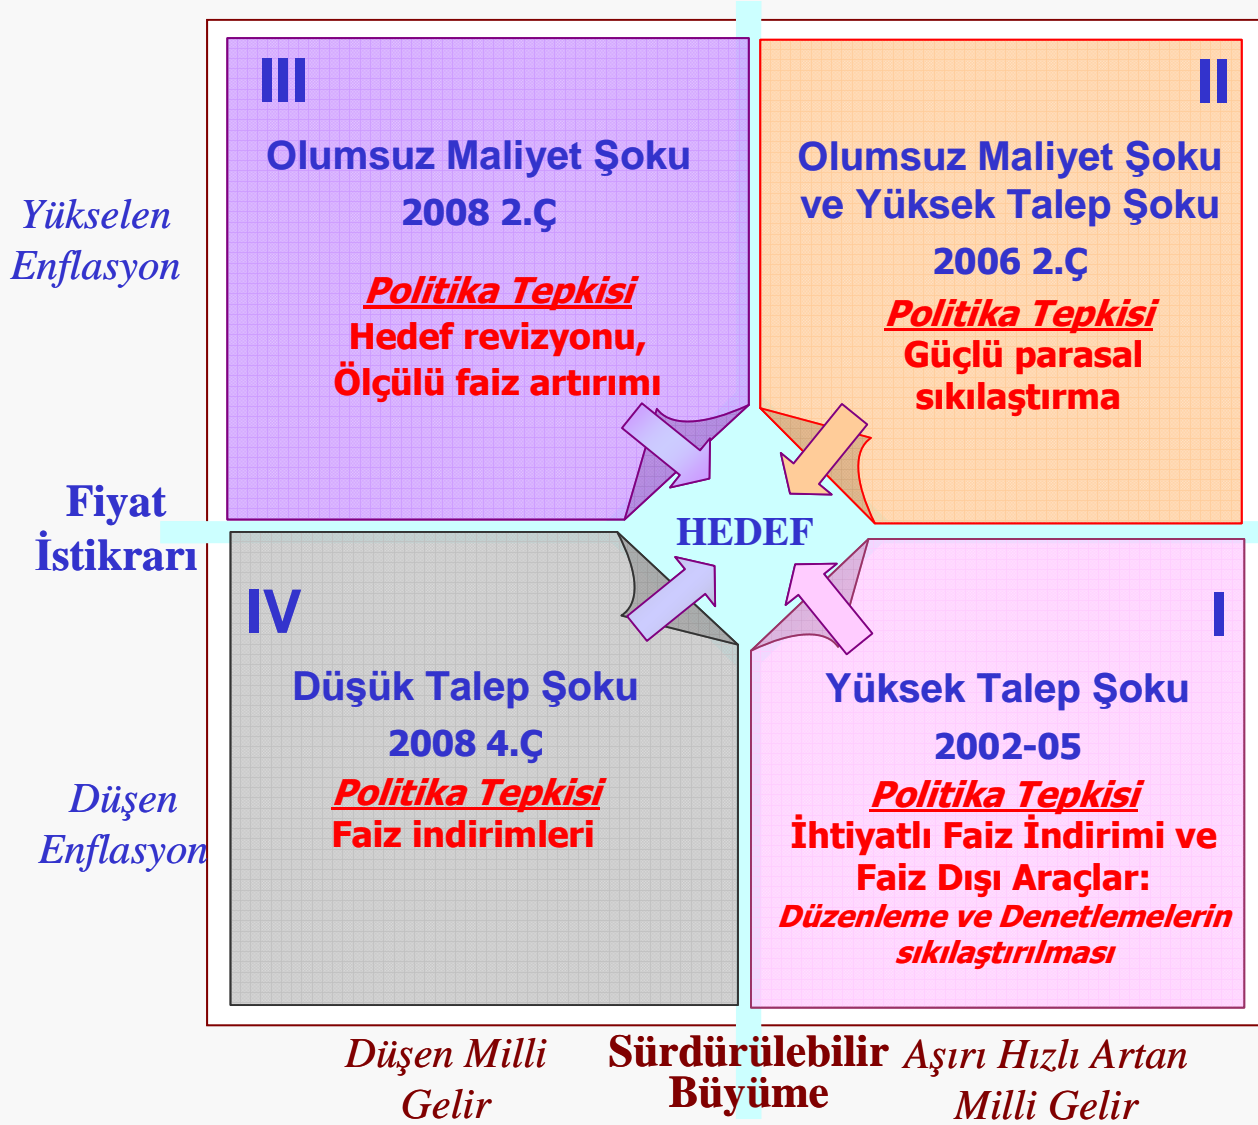 III
Olumsuz Maliyet Şoku
2008 2.Ç
Politika Tepkisi
Hedef revizyonu,
Ölçülü faiz artırımı
II
Olumsuz Maliyet Şoku
ve Yüksek Talep Şoku
2006 2.Ç
Politika Tepkisi
Güçlü parasal
sıkılaştırma
Yükselen
Enflasyon
Fiyat
İstikrarı
HEDEF
IV
Düşük Talep Şoku
2008 4.Ç
Politika Tepkisi
Faiz indirimleri
I
Yüksek Talep Şoku
2002-05
Politika Tepkisi
İhtiyatlı Faiz İndirimi ve
Faiz Dışı Araçlar:
Düzenleme ve Denetlemelerin
sıkılaştırılması
Düşen
Enflasyon
Düşen Milli
Gelir
Sürdürülebilir
Büyüme
Aşırı Hızlı Artan
Milli Gelir